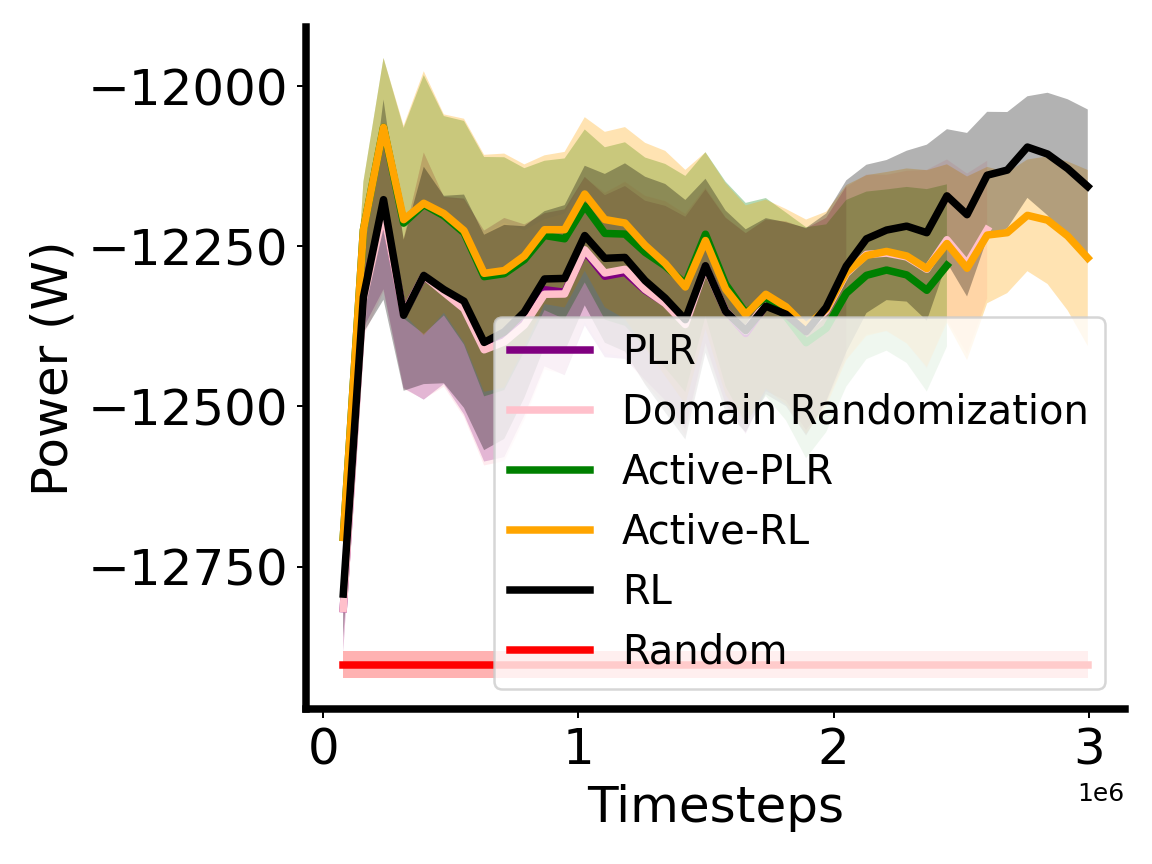 −12000
−12250
−12500
−12750
Power (W)
PLR
Domain Randomization
Active-PLR
Active-RL
RL
Random
0
1
2
3
1e6
Timesteps